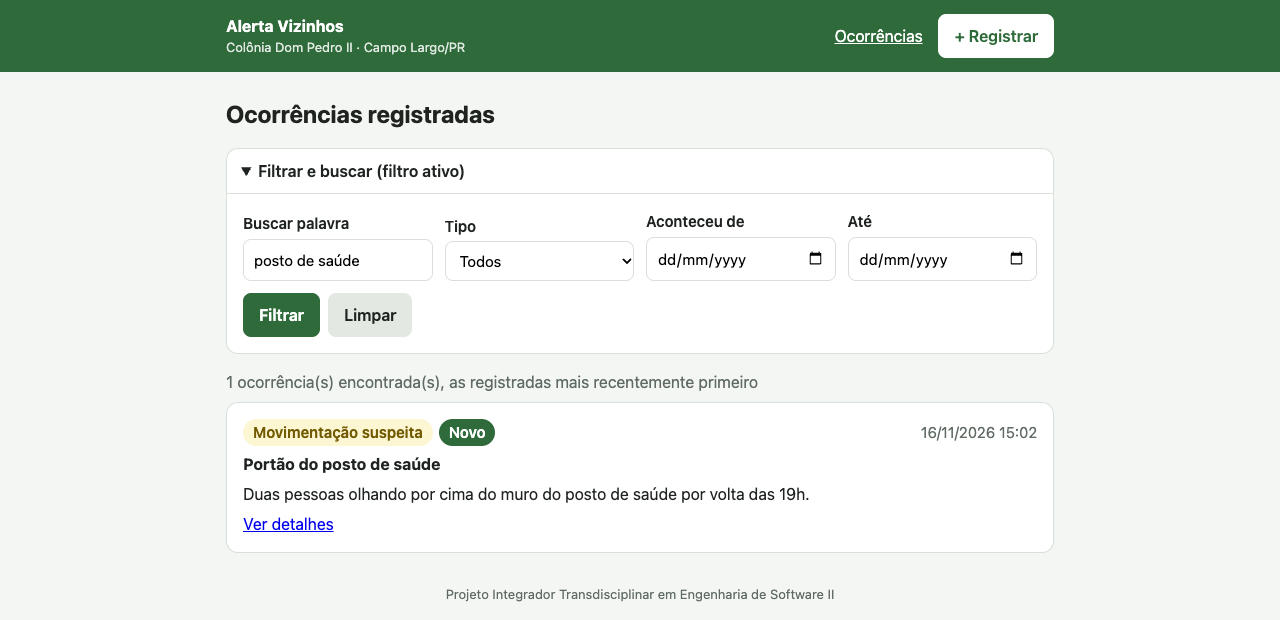 Alerta Vizinhos
Colônia Dom Pedro II · Campo Largo/PR
Ocorrências
+ Registrar
Ocorrências registradas
▼ Filtrar e buscar (filtro ativo)
Buscar palavra
posto de saúde
Tipo
Todos
Aconteceu de
dd/mm/yyyy
Até
dd/mm/yyyy
Filtrar
Limpar
1 ocorrência(s) encontrada(s), as registradas mais recentemente primeiro
Movimentação suspeita Novo 16/11/2026 15:02
Portão do posto de saúde
Duas pessoas olhando por cima do muro do posto de saúde por volta das 19h.
Ver detalhes
Projeto Integrador Transdisciplinar em Engenharia de Software II